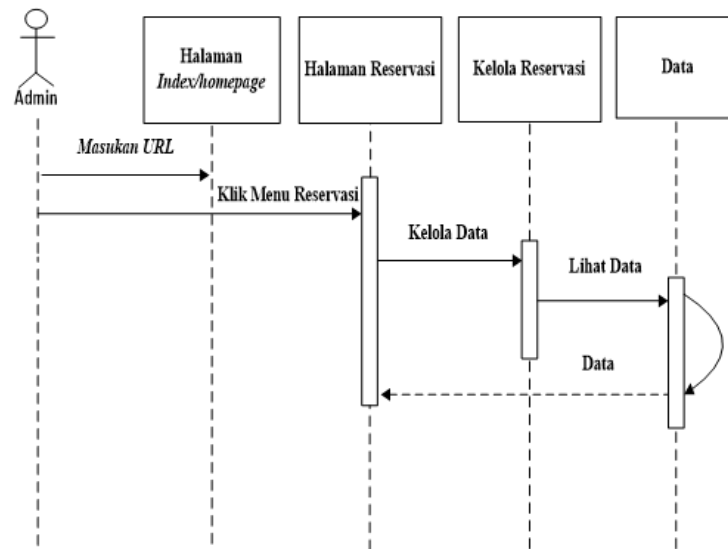 Admin
Halaman
Index/homepage
Halaman Reservasi
Kelola Reservasi
Data
Masukan URL
Klik Menu Reservasi
Kelola Data
Lihat Data
Data